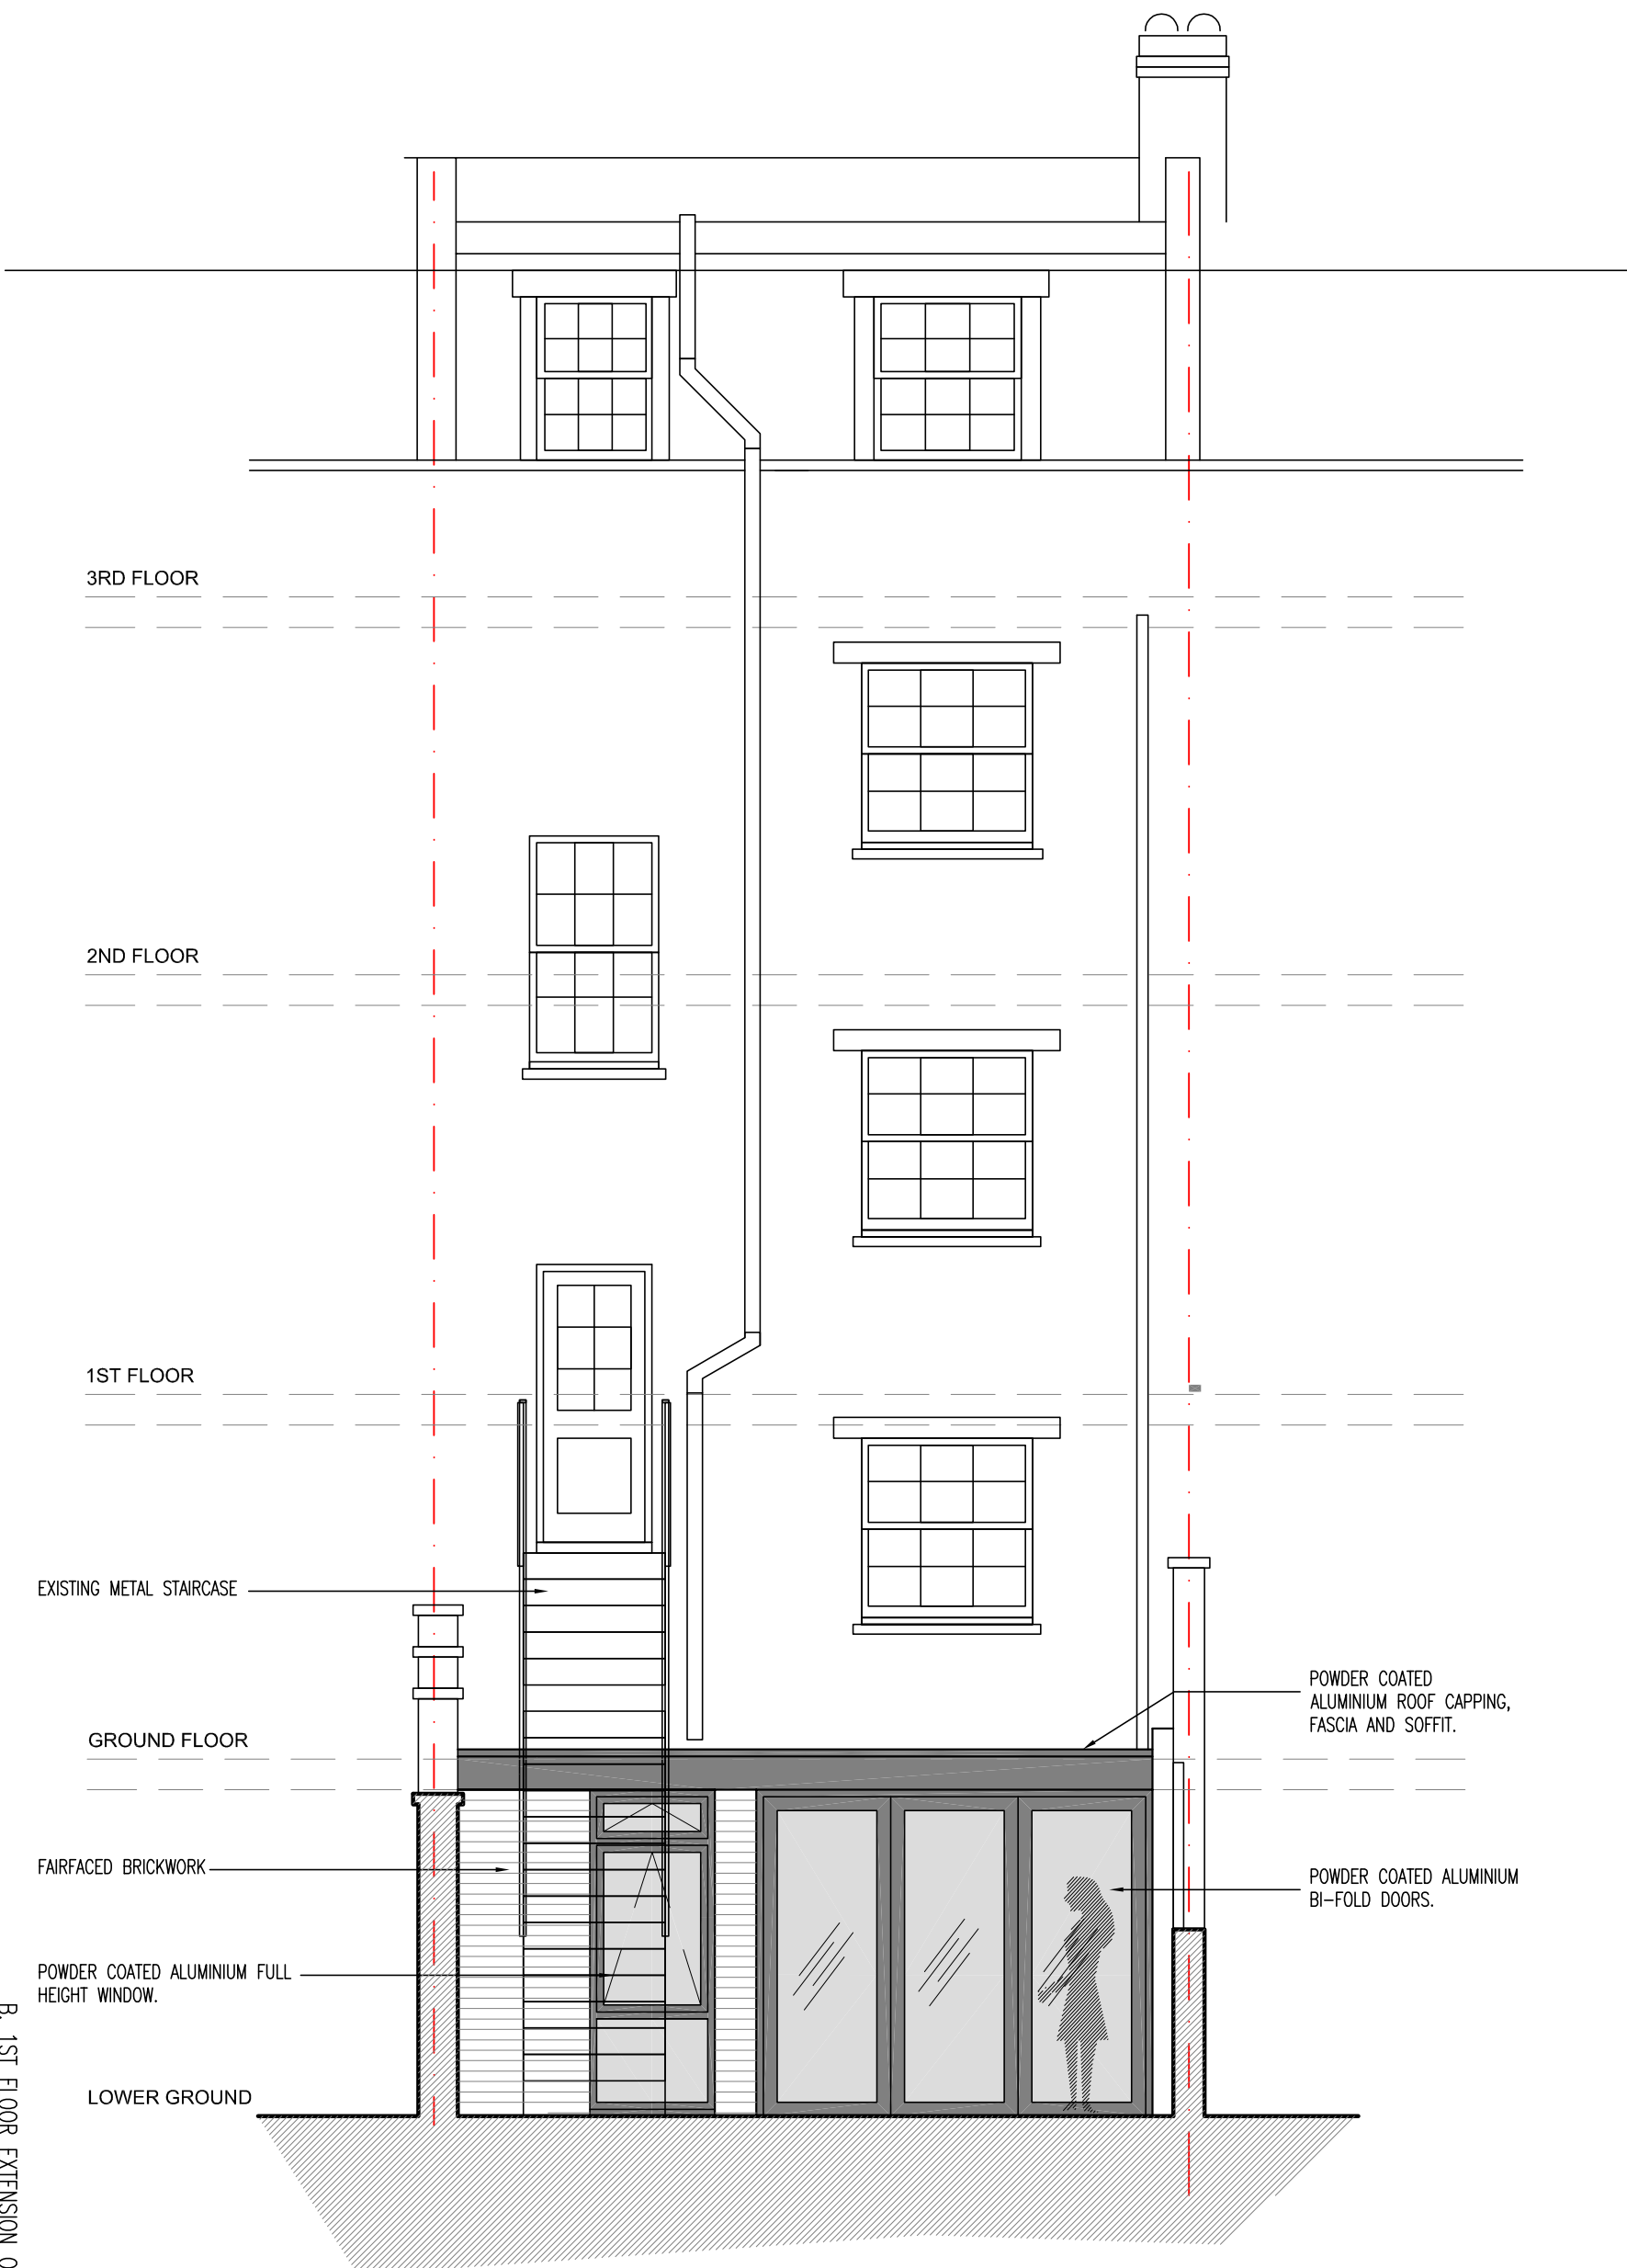 3RD FLOOR
2ND FLOOR
1ST FLOOR
EXISTING METAL STAIRCASE
POWDER COATED
ALUMINIUM ROOF CAPPING,
FASCIA AND SOFFIT.
GROUND FLOOR
FAIRFACED BRICKWORK
POWDER COATED ALUMINIUM
BI-FOLD DOORS.
POWDER COATED ALUMINIUM FULL
HEIGHT WINDOW.
LOWER GROUND
B. 1ST FLOOR EXTENSION